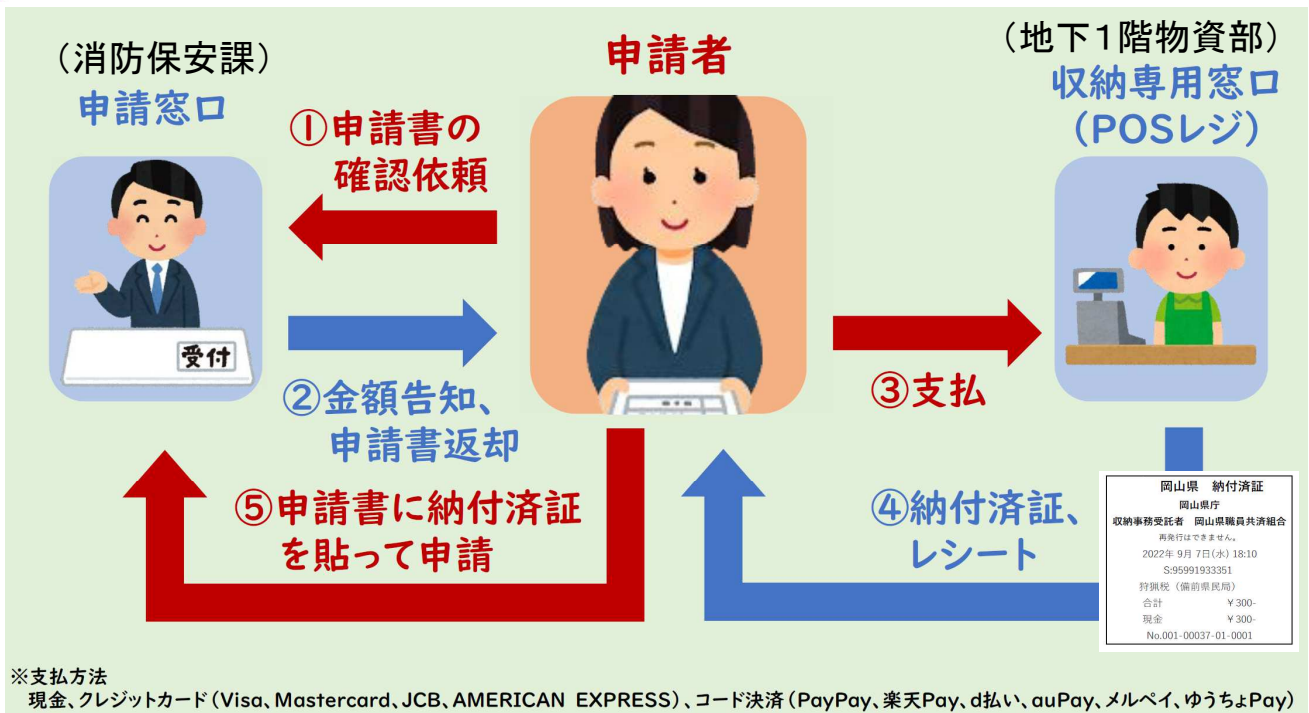 (消防保安課)
申請窓口
受付
申請者
(地下1階物資部)
収納専用窓口
(POSレジ)
①申請書の
確認依頼
②金額告知、
申請書返却
③支払
④納付済証、
レシート
⑤申請書に納付済証
を貼って申請
岡山県 納付済証
岡山県庁
収納事務受託者 岡山県職員共済組合
再発行はできません。
2022年 9月 7日(水) 18:10
S:95991933351
狩猟税(備前県民局)
合計 ¥300-
現金 ¥300-
No.001-00037-01-0001
※支払方法
現金、クレジットカード(Visa、Mastercard、JCB、AMERICAN EXPRESS)、コード決済(PayPay、楽天Pay、d払い、auPay、メルペイ、ゆうちょPay)